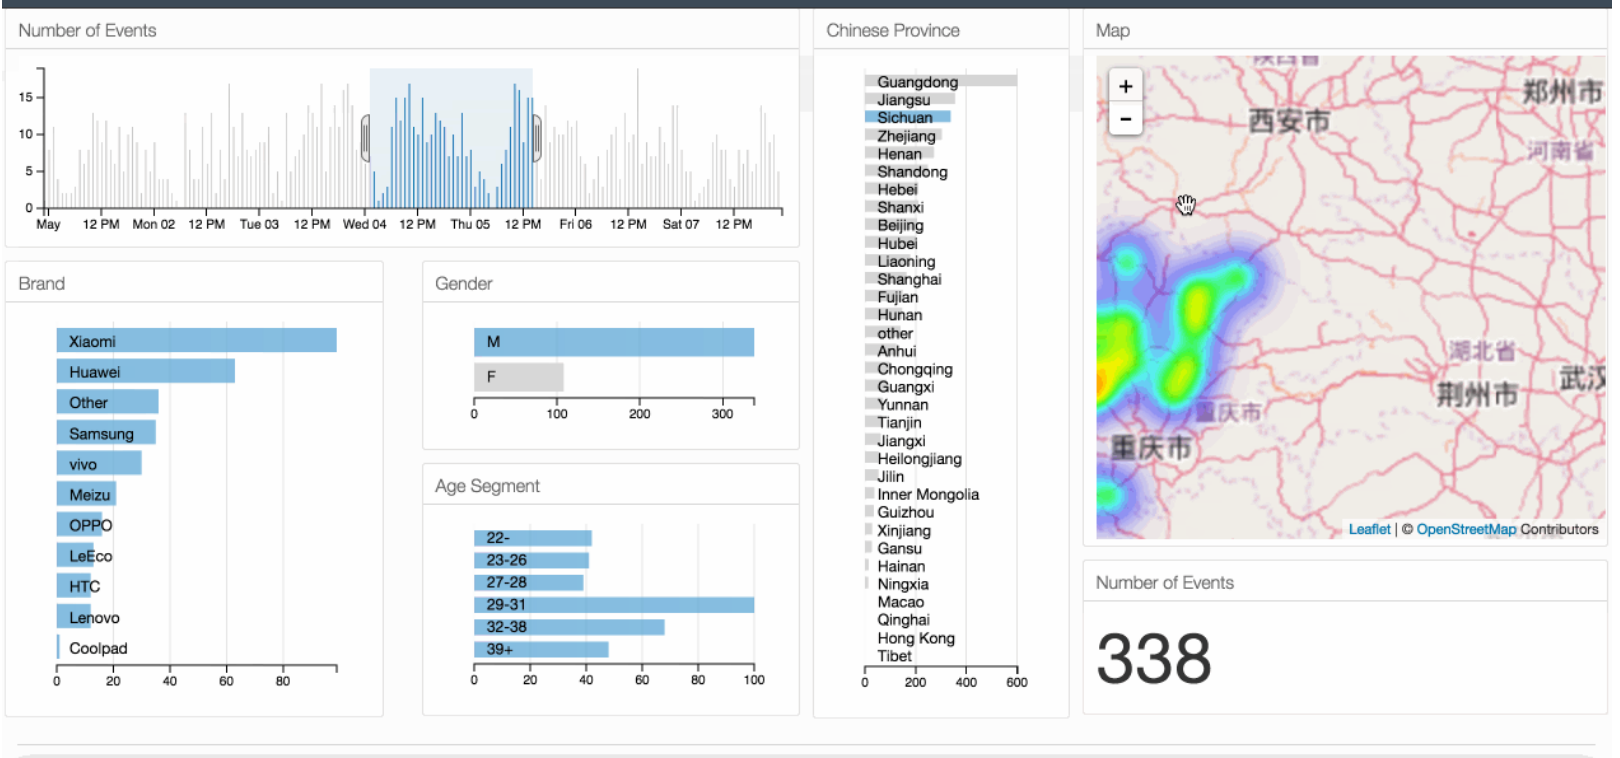 Number of Events
15
10
5
0
May 12 PM Mon 02 12 PM Tue 03 12 PM Wed 04 12 PM Thu 05 12 PM Fri 06 12 PM Sat 07 12 PM
Brand
Xiaomi
Huawei
Other
Samsung
vivo
Meizu
OPPO
LeEco
HTC
Lenovo
Coolpad
0 20 40 60 80
Gender
M
F
0 100 200 300
Age Segment
22-
23-26
27-28
29-31
32-38
39+
0 20 40 60 80 100
Chinese Province
Guangdong
Jiangsu
Sichuan
Zhejiang
Henan
Shandong
Hebei
Shanxi
Beijing
Hubei
Liaoning
Shanghai
Fujian
Hunan
other
Anhui
Chongqing
Guangxi
Yunnan
Tianjin
Jiangxi
Heilongjiang
Jilin
Inner Mongolia
Guizhou
Xinjiang
Gansu
Hainan
Ningxia
Macao
Qinghai
Hong Kong
Tibet
0 200 400 600
Map
+
-
陕西省
郑州市
西安市
河南省
湖北省
荆州市
武汉
重庆市
重庆市
Leaflet | © OpenStreetMap Contributors
Number of Events
338